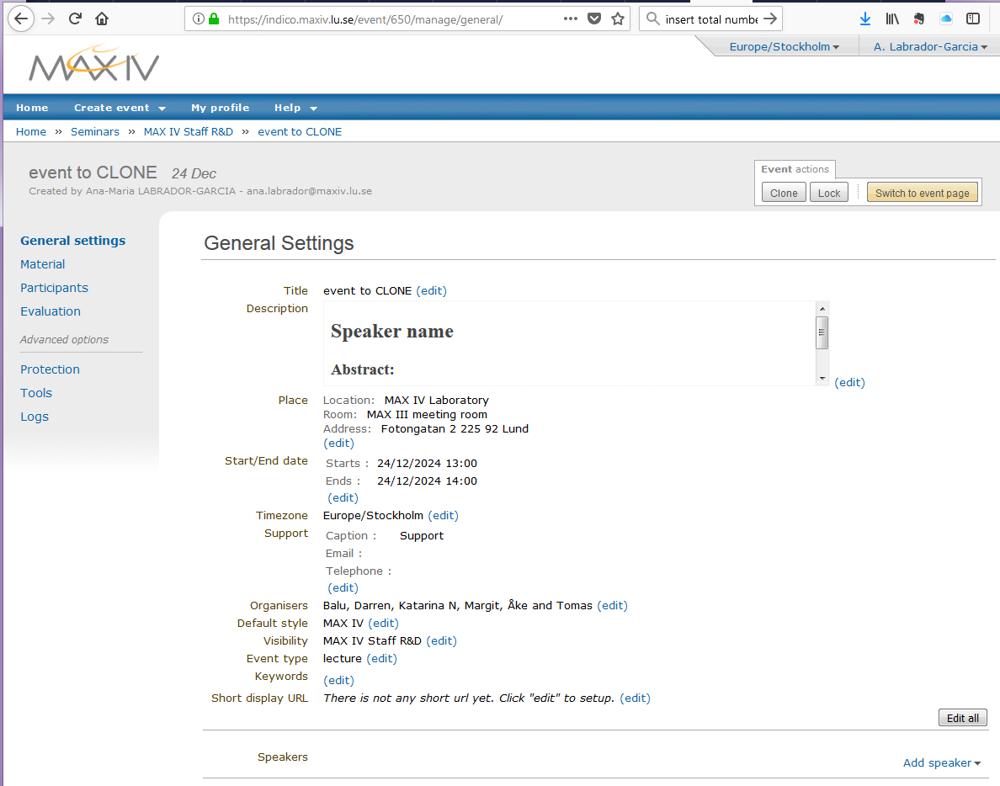 https://indico.maxiv.lu.se/event/650/manage/general/
insert total numbe
Europe/Stockholm
A. Labrador-Garcia
MAX IV
Home Create event My profile Help
Home » Seminars » MAX IV Staff R&D » event to CLONE
event to CLONE 24 Dec
Created by Ana-Maria LABRADOR-GARCIA - ana.labrador@maxiv.lu.se
Event actions
Clone Lock Switch to event page
General settings
Material
Participants
Evaluation
Advanced options
Protection
Tools
Logs
General Settings
Title event to CLONE (edit)
Description
Speaker name
Abstract:
(edit)
Place Location: MAX IV Laboratory
Room: MAX III meeting room
Address: Fotongatan 2 225 92 Lund
(edit)
Start/End date Starts : 24/12/2024 13:00
Ends : 24/12/2024 14:00
(edit)
Timezone Europe/Stockholm (edit)
Support Caption : Support
Email :
Telephone :
(edit)
Organisers Balu, Darren, Katarina N, Margit, Åke and Tomas (edit)
Default style MAX IV (edit)
Visibility MAX IV Staff R&D (edit)
Event type lecture (edit)
Keywords (edit)
Short display URL There is not any short url yet. Click "edit" to setup. (edit)
Edit all
Speakers
Add speaker